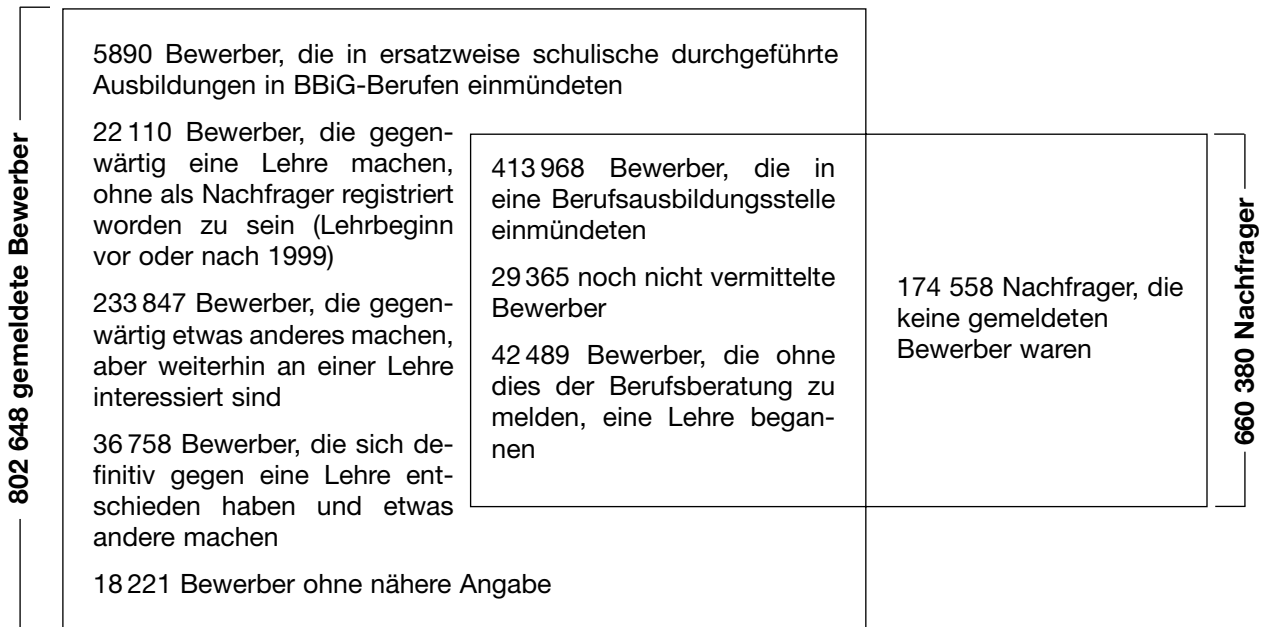 802 648 gemeldete Bewerber
5890 Bewerber, die in ersatzweise schulische durchgeführte
Ausbildungen in BBiG-Berufen einmündeten
22 110 Bewerber, die gegen-
wärtig eine Lehre machen,
ohne als Nachfrager registriert
worden zu sein (Lehrbeginn
vor oder nach 1999)
233 847 Bewerber, die gegen-
wärtig etwas anderes machen,
aber weiterhin an einer Lehre
interessiert sind
36 758 Bewerber, die sich de-
finitiv gegen eine Lehre ent-
schieden haben und etwas
andere machen
18 221 Bewerber ohne nähere Angabe
413 968 Bewerber, die in
eine Berufsausbildungsstelle
einmündeten
29 365 noch nicht vermittelte
Bewerber
42 489 Bewerber, die ohne
dies der Berufsberatung zu
melden, eine Lehre began-
nen
174 558 Nachfrager, die
keine gemeldeten
Bewerber waren
660 380 Nachfrager